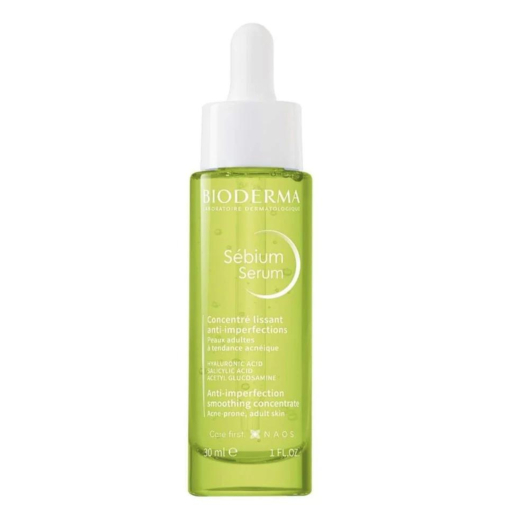 BIODERMA
LABORATOIRE DERMATOLOGIQUE
Sébium
Serum
Concentré lissant
anti-imperfections
Peaux adultes
à tendance acnéique
HYALURONIC ACID
SALICYLIC ACID
ACETYL GLUCOSAMINE
Anti-imperfection
smoothing concentrate
Acne-prone, adult skin
Care first NAOS
30 ml ℮ 1 FL.OZ.